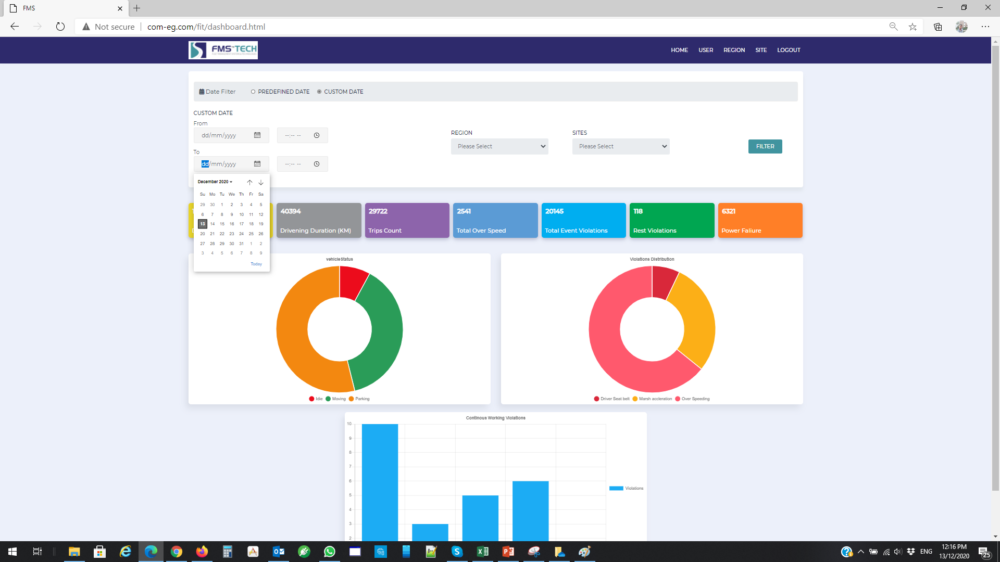 FMS
Not secure com-eg.com/fit/dashboard.html
FMS TECH
HOME USER REGION SITE LOGOUT
Date Filter PREDEFINED DATE CUSTOM DATE
CUSTOM DATE
From
dd/mm/yyyy --:-- --
REGION SITES
Please Select Please Select FILTER
To
dd/mm/yyyy --:-- --
December 2020
Su Mo Tu We Th Fr Sa
29 30 1 2 3 4 5
6 7 8 9 10 11 12
13 14 15 16 17 18 19
20 21 22 23 24 25 26
27 28 29 30 31 1 2
3 4 5 6 7 8 9
Today
40394
Drivening Duration (KM)
29722
Trips Count
2541
Total Over Speed
20145
Total Event Violations
118
Rest Violations
6321
Power Faliure
vehicleStatus
Idle Moving Parking
Violations Distribution
Driver Seat belt Marsh accleration Over Speeding
Continous Working Violations
10
9
8
7
6
5
4
3
2
Violations
ENG
12:16 PM
13/12/2020
25